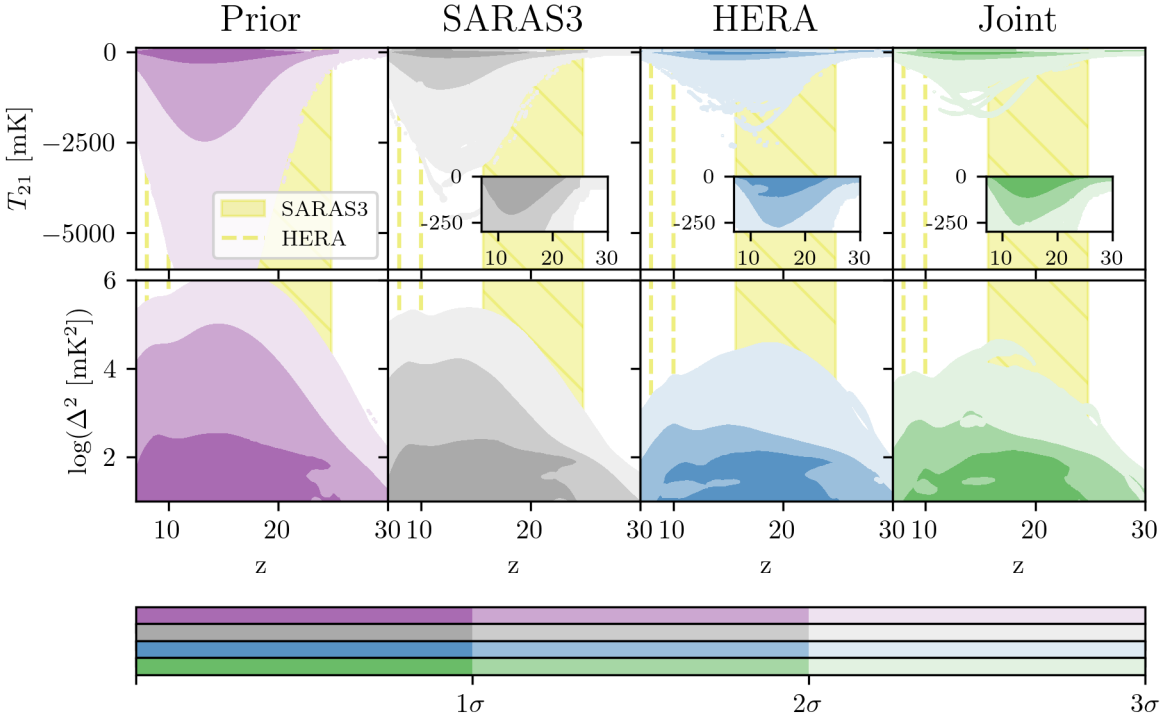 Prior SARAS3 HERA Joint
T21 [mK]
0
−2500
−5000
SARAS3
HERA
0
-250
10 20 30
0
-250
10 20 30
0
-250
10 20 30
log(Δ² [mK²])
6
4
2
10 20 30 10 20 30 10 20 30 10 20 30
z z z z
1σ 2σ 3σ